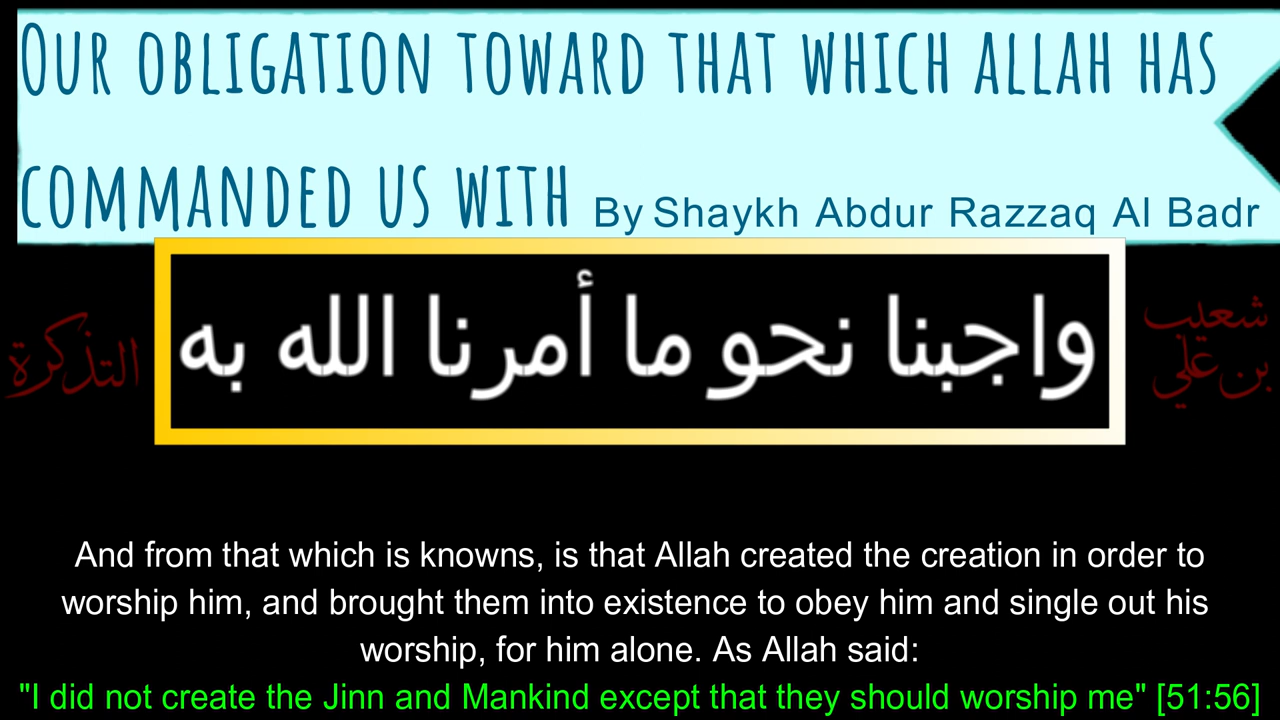 Our obligation toward that which Allah has
commanded us with By Shaykh Abdur Razzaq Al Badr
واجبنا نحو ما أمرنا الله به
شعيب
بن علي
التذكرة
And from that which is knowns, is that Allah created the creation in order to
worship him, and brought them into existence to obey him and single out his
worship, for him alone. As Allah said:
"I did not create the Jinn and Mankind except that they should worship me" [51:56]